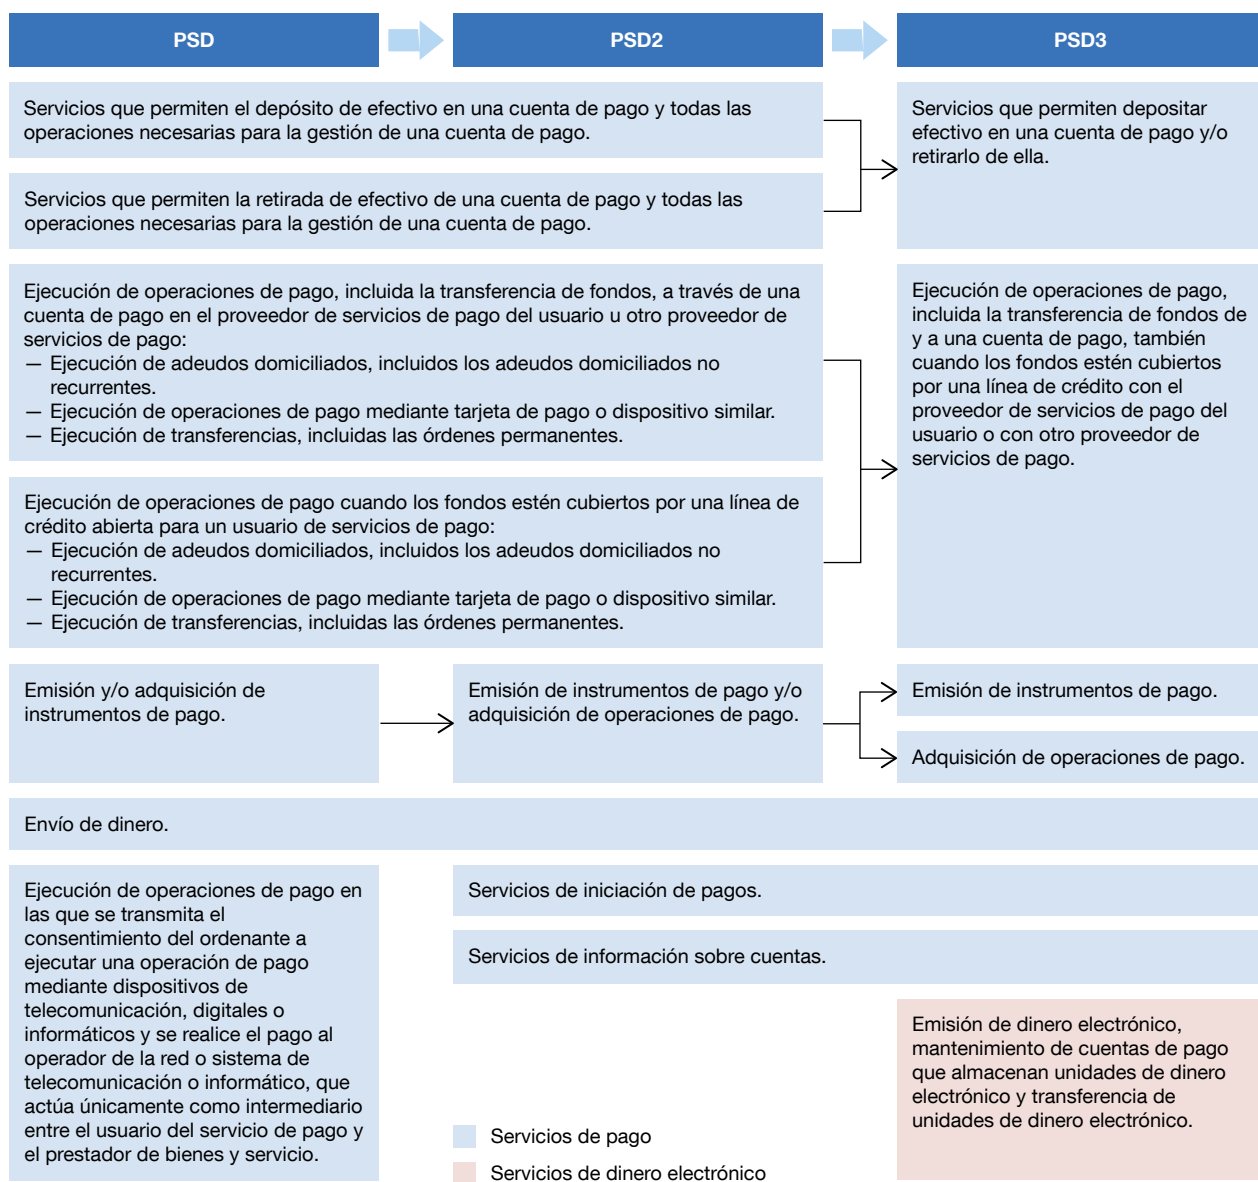 PSD
PSD2
PSD3
Servicios que permiten el depósito de efectivo en una cuenta de pago y todas las
operaciones necesarias para la gestión de una cuenta de pago.
Servicios que permiten la retirada de efectivo de una cuenta de pago y todas las
operaciones necesarias para la gestión de una cuenta de pago.
Servicios que permiten depositar
efectivo en una cuenta de pago y/o
retirarlo de ella.
Ejecución de operaciones de pago, incluida la transferencia de fondos, a través de una
cuenta de pago en el proveedor de servicios de pago del usuario u otro proveedor de
servicios de pago:
— Ejecución de adeudos domiciliados, incluidos los adeudos domiciliados no
recurrentes.
— Ejecución de operaciones de pago mediante tarjeta de pago o dispositivo similar.
— Ejecución de transferencias, incluidas las órdenes permanentes.
Ejecución de operaciones de pago cuando los fondos estén cubiertos por una línea de
crédito abierta para un usuario de servicios de pago:
— Ejecución de adeudos domiciliados, incluidos los adeudos domiciliados no
recurrentes.
— Ejecución de operaciones de pago mediante tarjeta de pago o dispositivo similar.
— Ejecución de transferencias, incluidas las órdenes permanentes.
Ejecución de operaciones de pago,
incluida la transferencia de fondos de
y a una cuenta de pago, también
cuando los fondos estén cubiertos
por una línea de crédito con el
proveedor de servicios de pago del
usuario o con otro proveedor de
servicios de pago.
Emisión y/o adquisición de
instrumentos de pago.
Emisión de instrumentos de pago y/o
adquisición de operaciones de pago.
Emisión de instrumentos de pago.
Adquisición de operaciones de pago.
Envío de dinero.
Ejecución de operaciones de pago en
las que se transmita el
consentimiento del ordenante a
ejecutar una operación de pago
mediante dispositivos de
telecomunicación, digitales o
informáticos y se realice el pago al
operador de la red o sistema de
telecomunicación o informático, que
actúa únicamente como intermediario
entre el usuario del servicio de pago y
el prestador de bienes y servicio.
Servicios de iniciación de pagos.
Servicios de información sobre cuentas.
Emisión de dinero electrónico,
mantenimiento de cuentas de pago
que almacenan unidades de dinero
electrónico y transferencia de
unidades de dinero electrónico.
Servicios de pago
Servicios de dinero electrónico